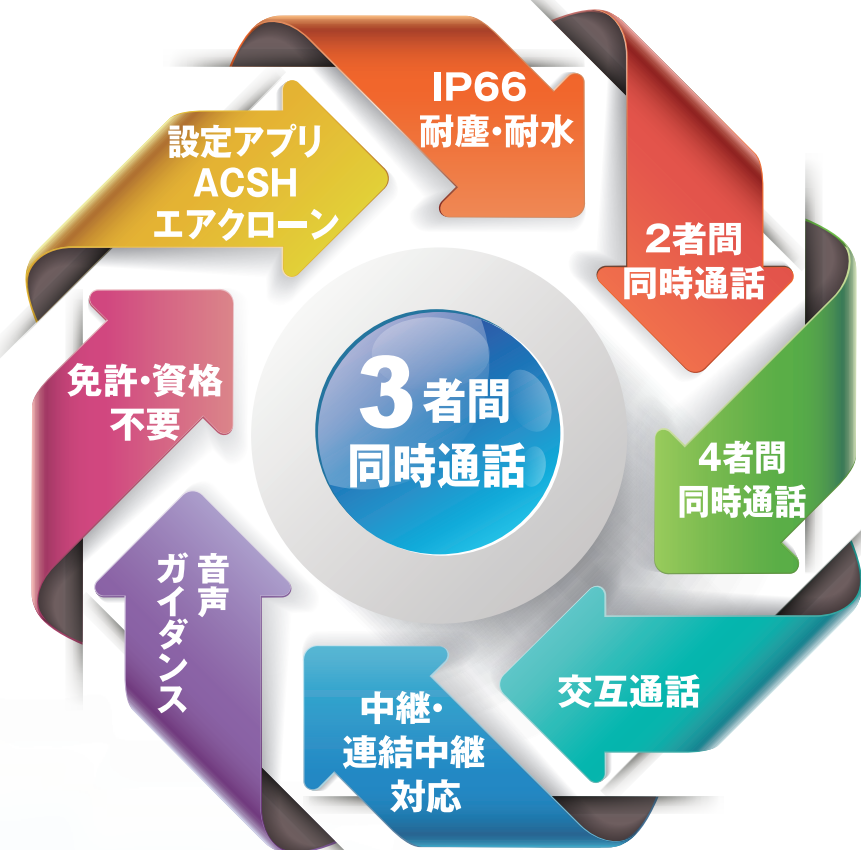 IP66
耐塵・耐水
2者間
同時通話
4者間
同時通話
交互通話
中継・
連結中継
対応
音声
ガイダンス
免許・資格
不要
設定アプリ
ACSH
エアクローン
3者間
同時通話